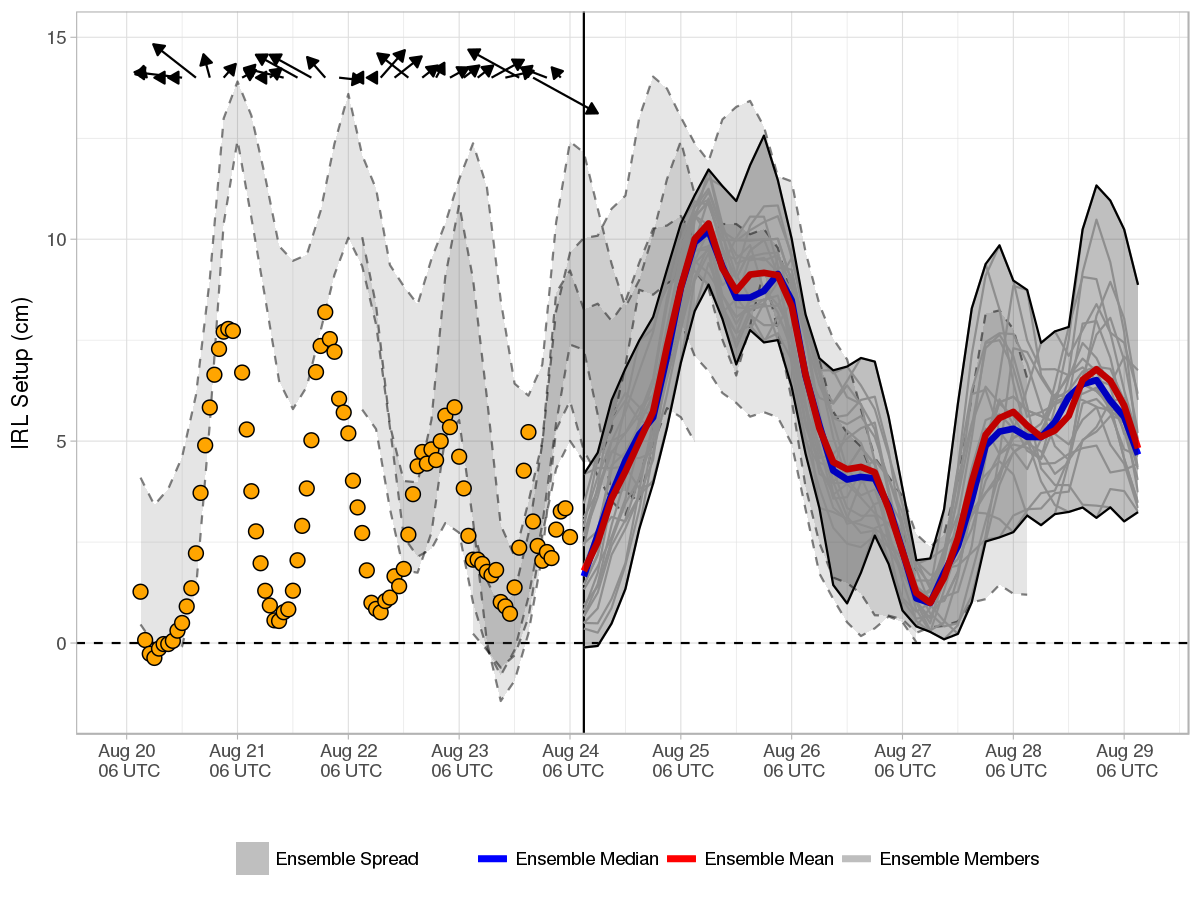 15
10
5
0
IRL Setup (cm)
Aug 20 Aug 21 Aug 22 Aug 23 Aug 24 Aug 25 Aug 26 Aug 27 Aug 28 Aug 29
06 UTC 06 UTC 06 UTC 06 UTC 06 UTC 06 UTC 06 UTC 06 UTC 06 UTC 06 UTC
Ensemble Spread Ensemble Median Ensemble Mean Ensemble Members